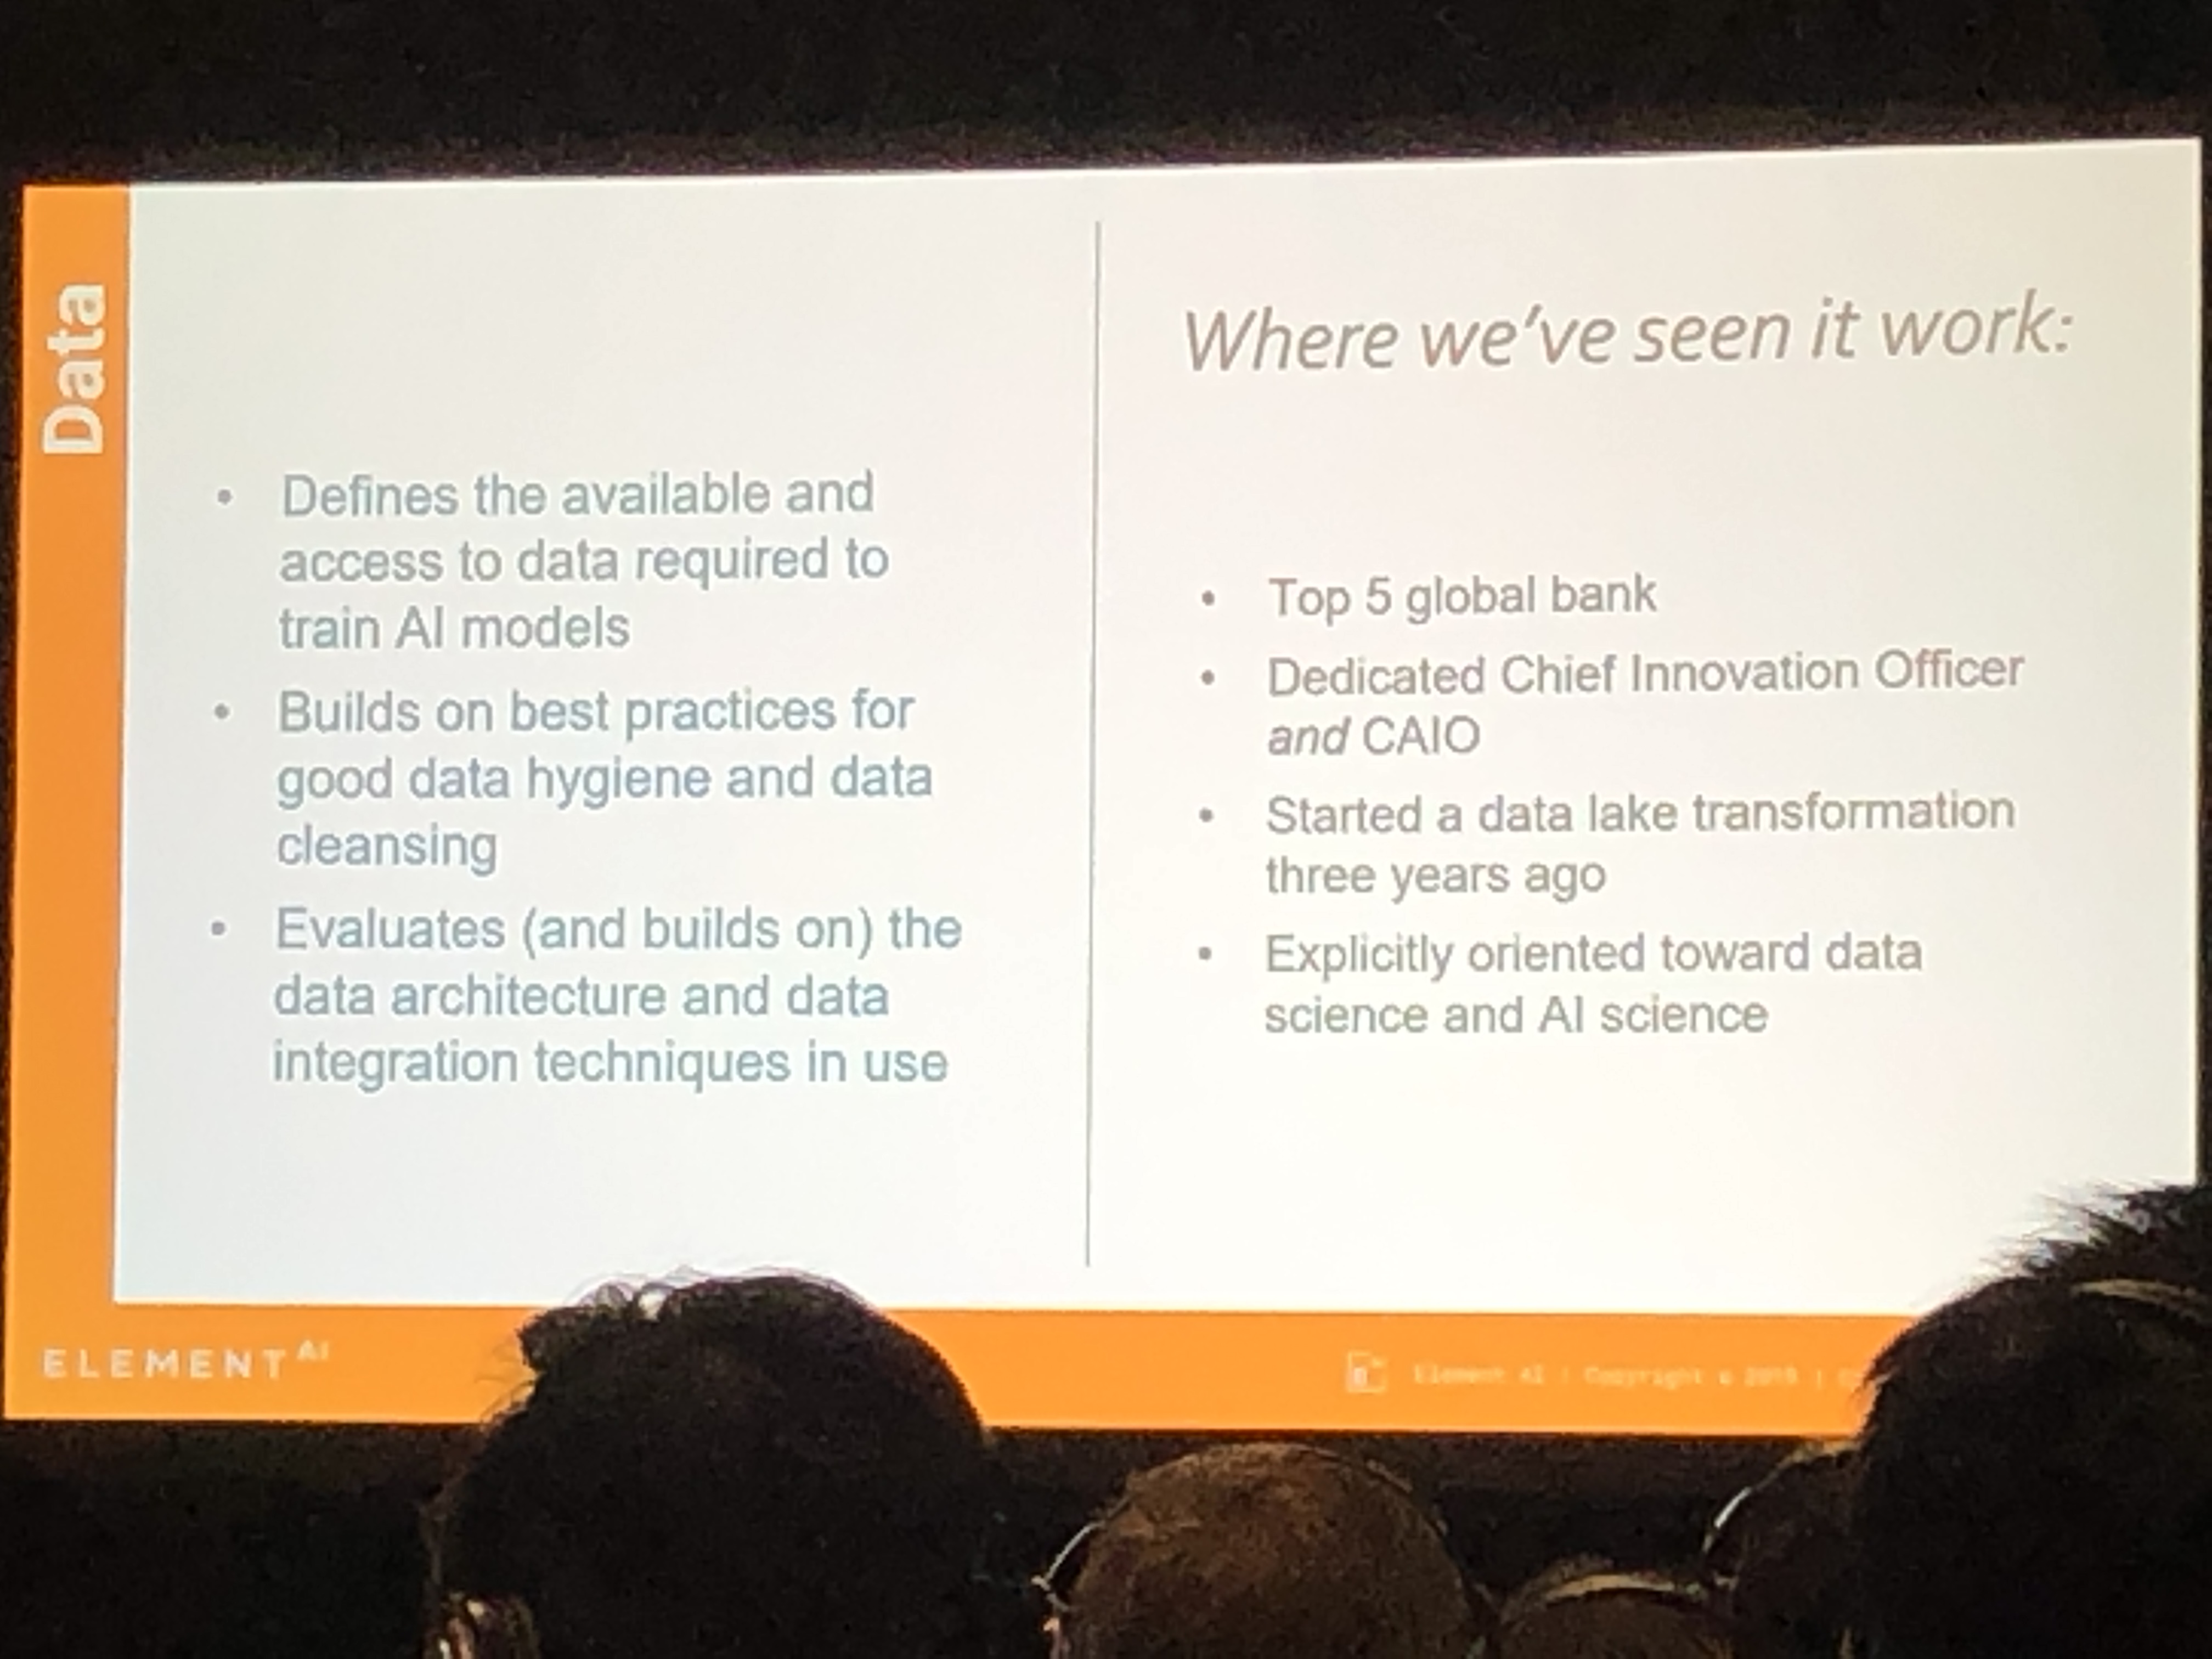 Data
• Defines the available and
access to data required to
train AI models
• Builds on best practices for
good data hygiene and data
cleansing
• Evaluates (and builds on) the
data architecture and data
integration techniques in use
Where we've seen it work:
• Top 5 global bank
• Dedicated Chief Innovation Officer
and CAIO
• Started a data lake transformation
three years ago
• Explicitly oriented toward data
science and AI science
ELEMENT AI
Element AI | Copyright © 2019 |